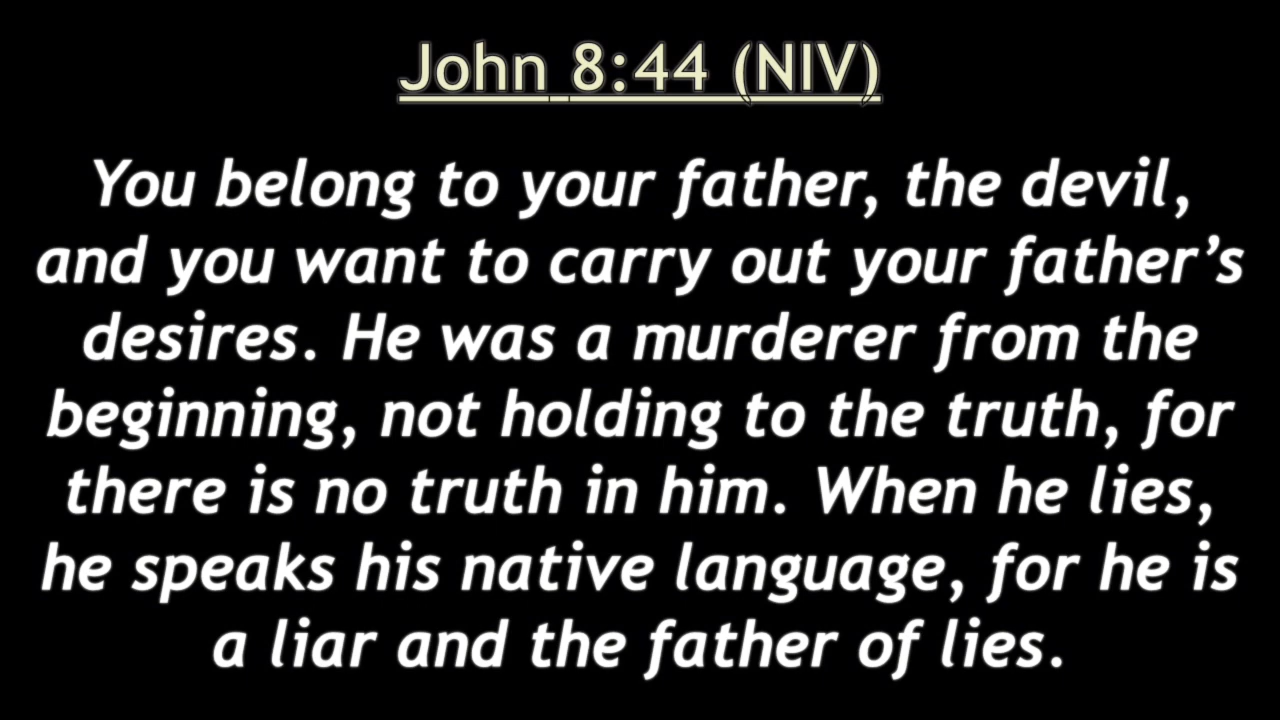 John 8:44 (NIV)
You belong to your father, the devil,
and you want to carry out your father’s
desires. He was a murderer from the
beginning, not holding to the truth, for
there is no truth in him. When he lies,
he speaks his native language, for he is
a liar and the father of lies.